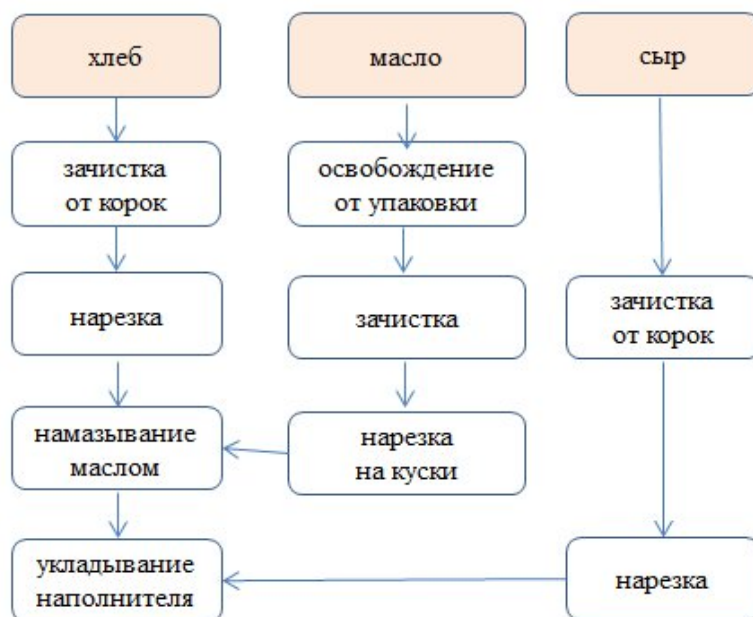 хлеб
масло
сыр
зачистка
от корок
освобождение
от упаковки
нарезка
зачистка
зачистка
от корок
намазывание
маслом
нарезка
на куски
укладывание
наполнителя
нарезка